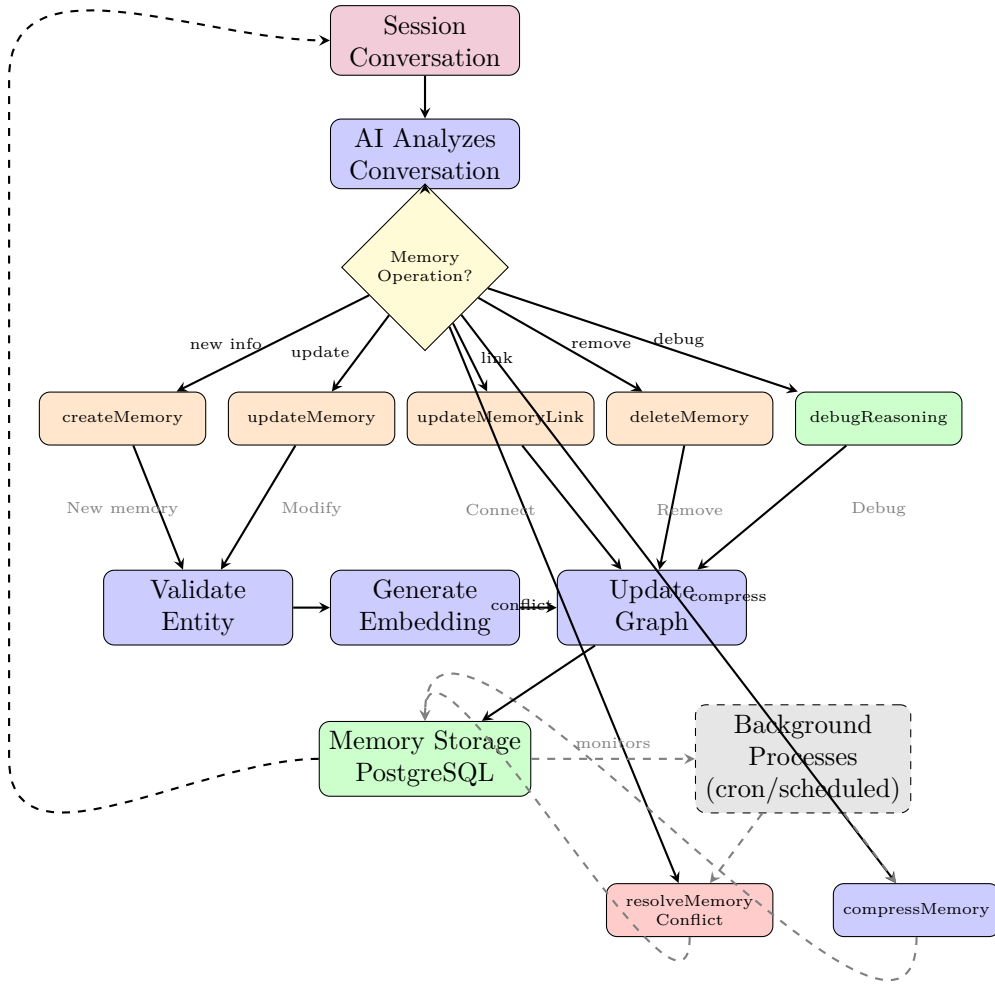 Session
Conversation
AI Analyzes
Conversation
Memory
Operation?
new info
update
link
remove
debug
createMemory
updateMemory
updateMemoryLink
deleteMemory
debugReasoning
New memory
Modify
Connect
Remove
Debug
Validate
Entity
Generate
Embedding
conflict
Update
Graph
compress
Memory Storage
PostgreSQL
monitors
Background
Processes
(cron/scheduled)
resolveMemory
Conflict
compressMemory